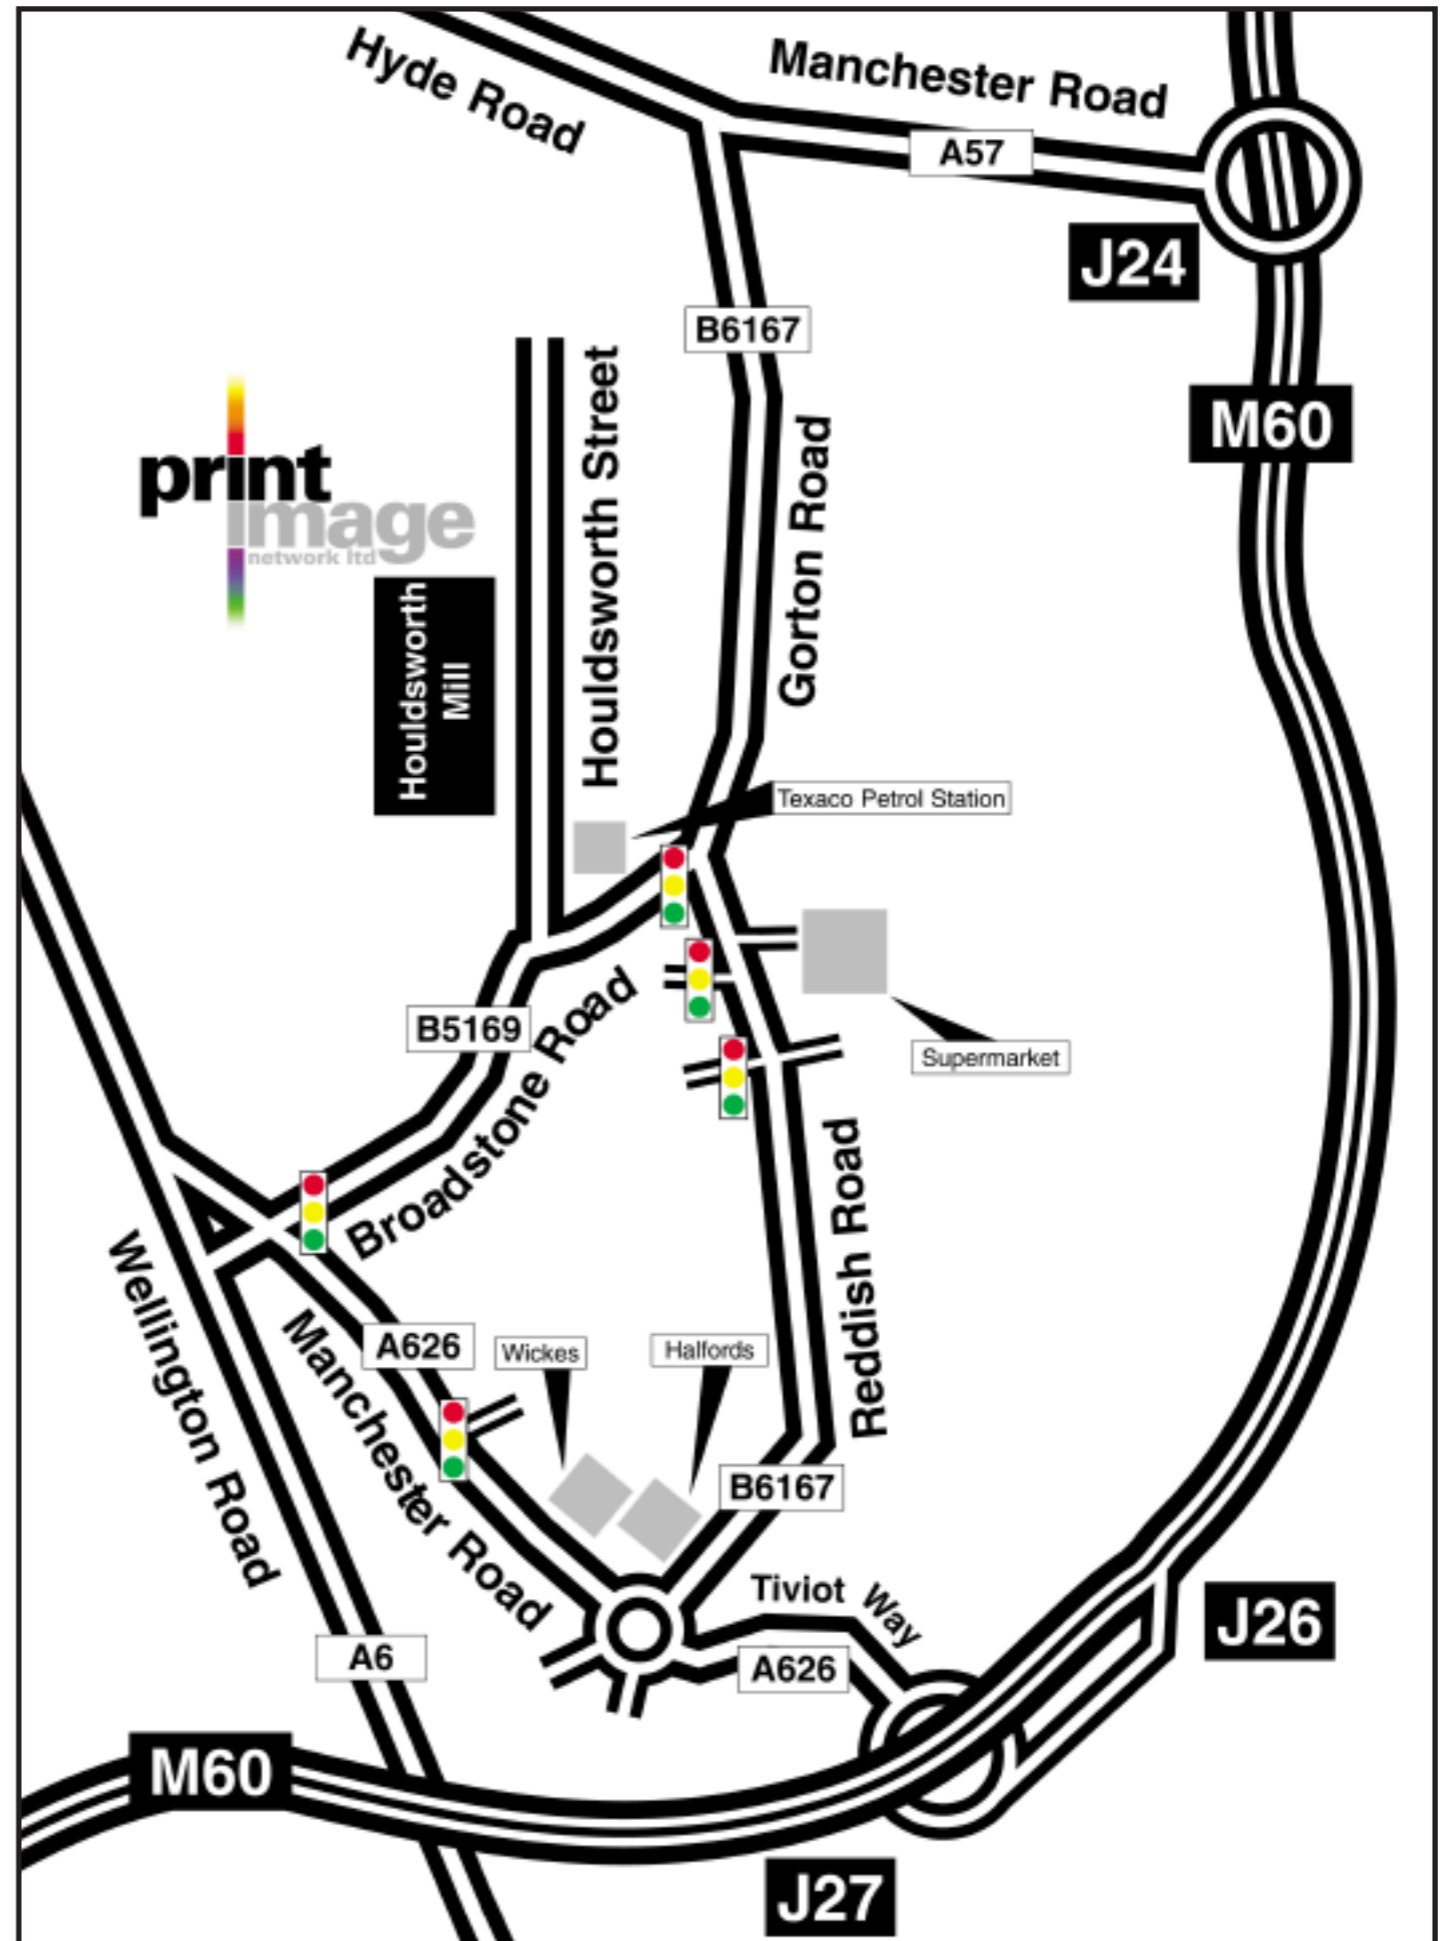 Hyde Road
Manchester Road
A57
J24
B6167
M60
Houldsworth Street
Gorton Road
print
image
network ltd
Houldsworth
Mill
Texaco Petrol Station
B5169
Broadstone Road
Supermarket
Reddish Road
Wellington Road
Manchester Road
A626
Wickes
Halfords
B6167
Tiviot Way
A626
J26
A6
M60
J27